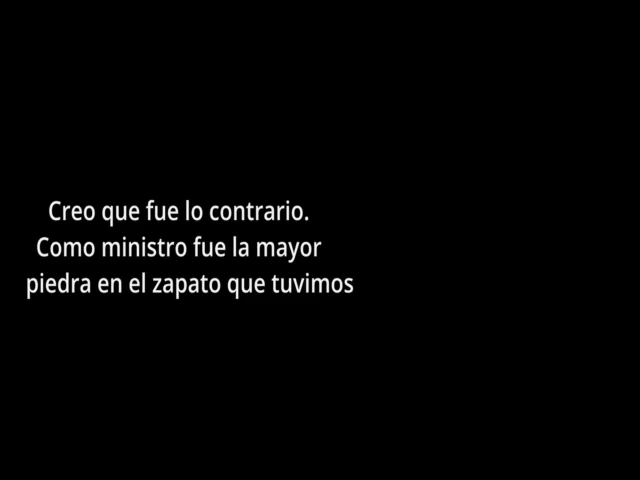 Creo que fue lo contrario.
Como ministro fue la mayor
piedra en el zapato que tuvimos